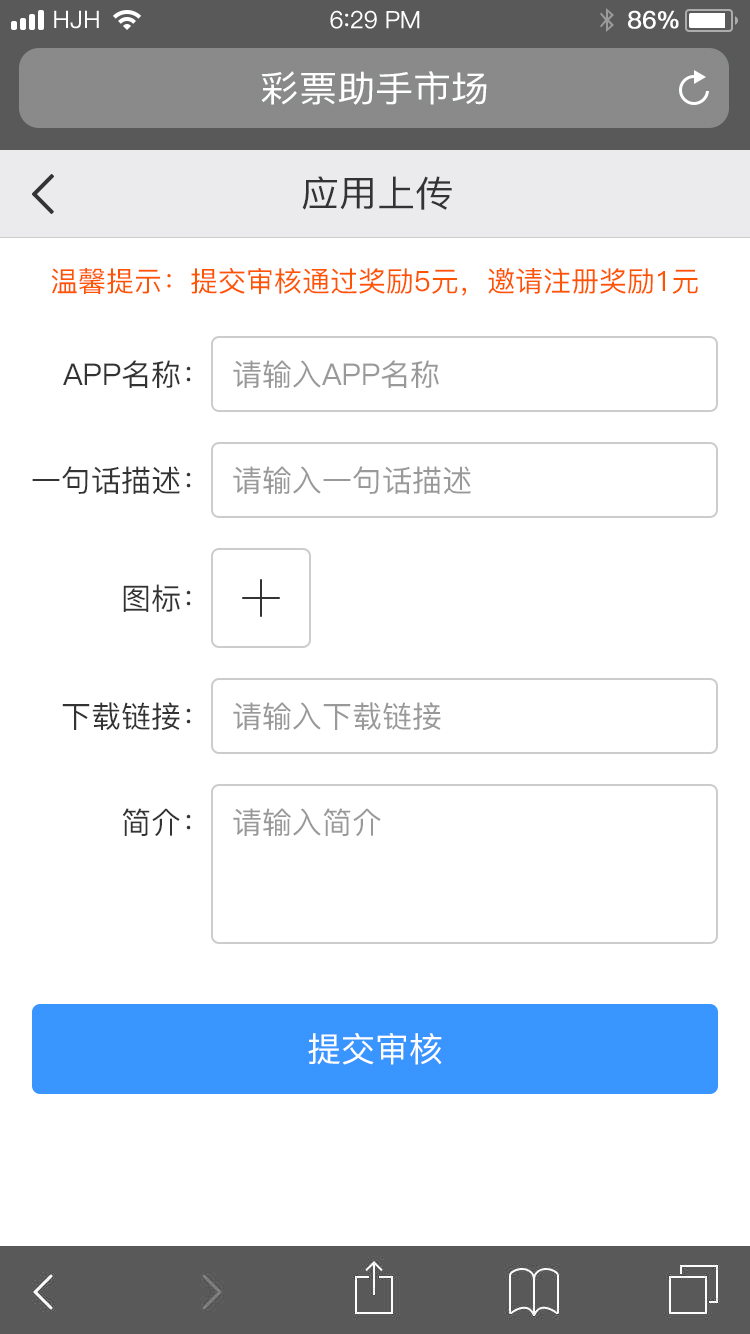 HJH 6:29 PM 86%
彩票助手市场
应用上传
温馨提示：提交审核通过奖励5元，邀请注册奖励1元
APP名称： 请输入APP名称
一句话描述： 请输入一句话描述
图标：
下载链接： 请输入下载链接
简介： 请输入简介
提交审核